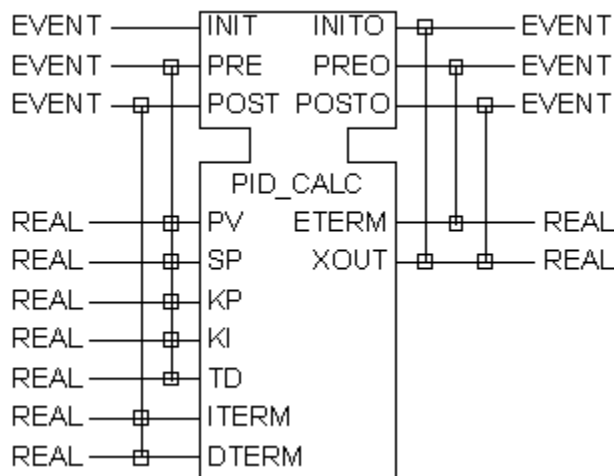 EVENT INIT INITO EVENT
EVENT PRE PREO EVENT
EVENT POST POSTO EVENT
PID_CALC
REAL PV ETERM REAL
REAL SP XOUT REAL
REAL KP
REAL KI
REAL TD
REAL ITERM
REAL DTERM